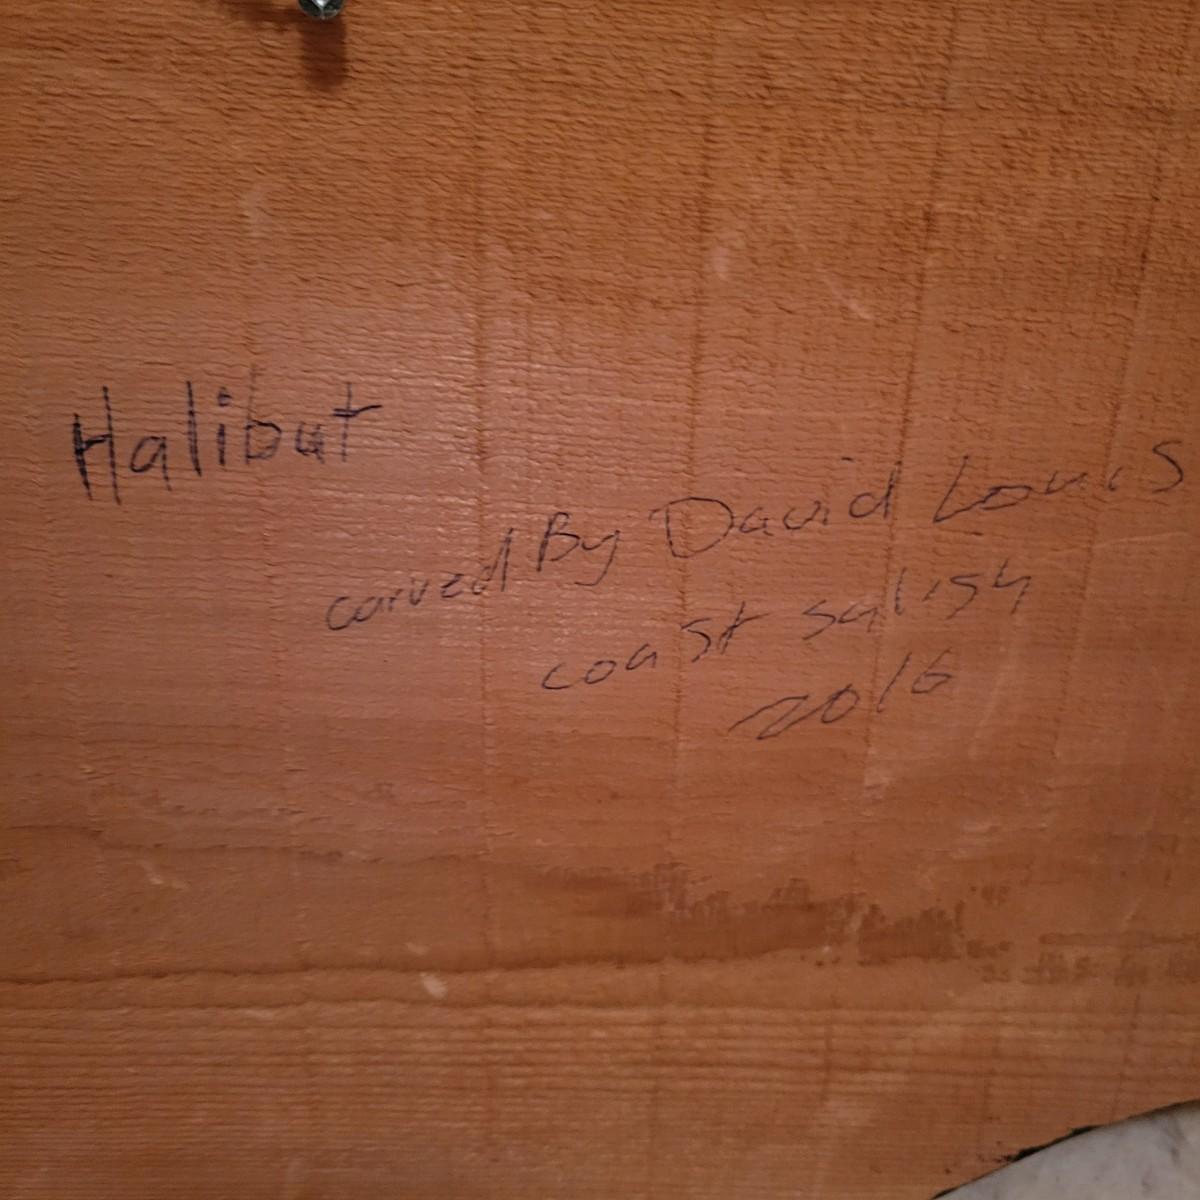 Halibut
carved By David Louis
coast salish
2016